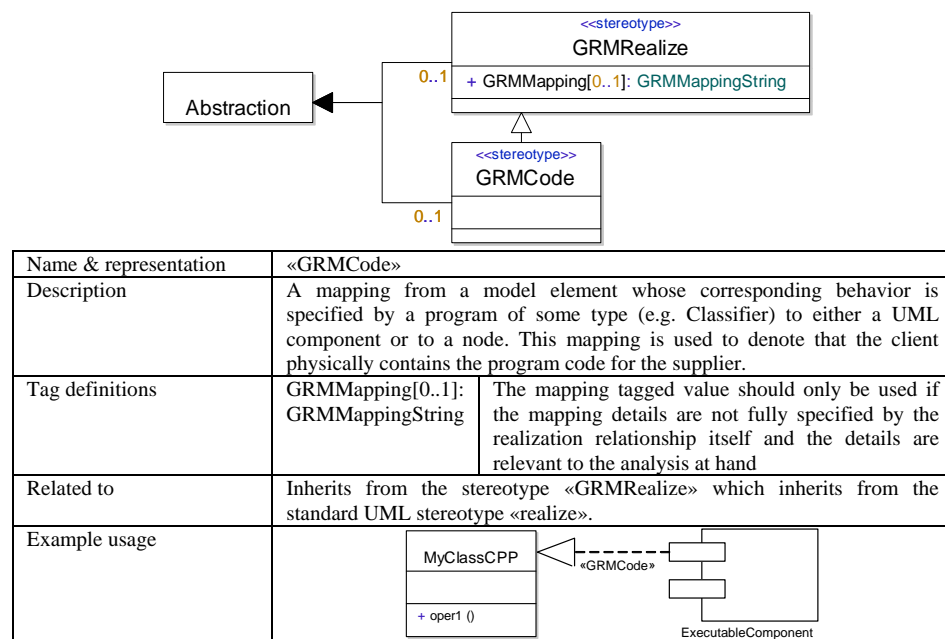 <<stereotype>>
GRMRealize
+ GRMMapping[0..1]: GRMMappingString
0..1
Abstraction
<<stereotype>>
GRMCode
0..1
Name & representation
«GRMCode»
Description
A mapping from a model element whose corresponding behavior is
specified by a program of some type (e.g. Classifier) to either a UML
component or to a node. This mapping is used to denote that the client
physically contains the program code for the supplier.
Tag definitions
GRMMapping[0..1]:
GRMMappingString
The mapping tagged value should only be used if
the mapping details are not fully specified by the
realization relationship itself and the details are
relevant to the analysis at hand
Related to
Inherits from the stereotype «GRMRealize» which inherits from the
standard UML stereotype «realize».
Example usage
MyClassCPP
+ oper1 ()
«GRMCode»
ExecutableComponent